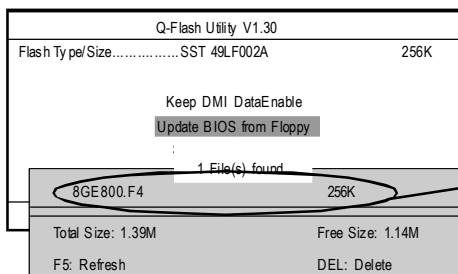 Q-Flash Utility V1.30
Flash Type/Size.................SST 49LF002A 256K
Keep DMI DataEnable
Update BIOS from Floppy
1 File(s) found
8GE800.F4 256K
Total Size: 1.39M Free Size: 1.14M
F5: Refresh DEL: Delete